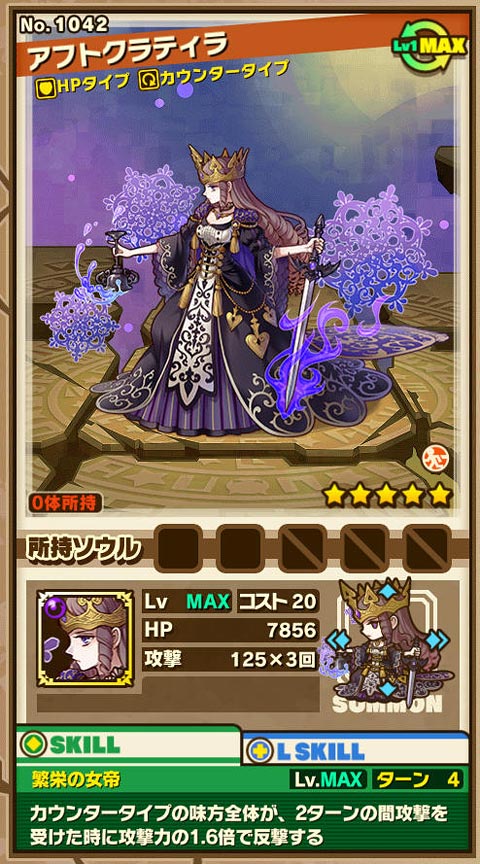 No. 1042
アフトクラティラ
Lv1 MAX
HPタイプ カウンタータイプ
0体所持
所持ソウル
Lv MAX コスト 20
HP 7856
攻撃 125×3回
SUMMON
SKILL L SKILL
繁栄の女帝 Lv.MAX ターン 4
カウンタータイプの味方全体が、2ターンの間攻撃を
受けた時に攻撃力の1.6倍で反撃する